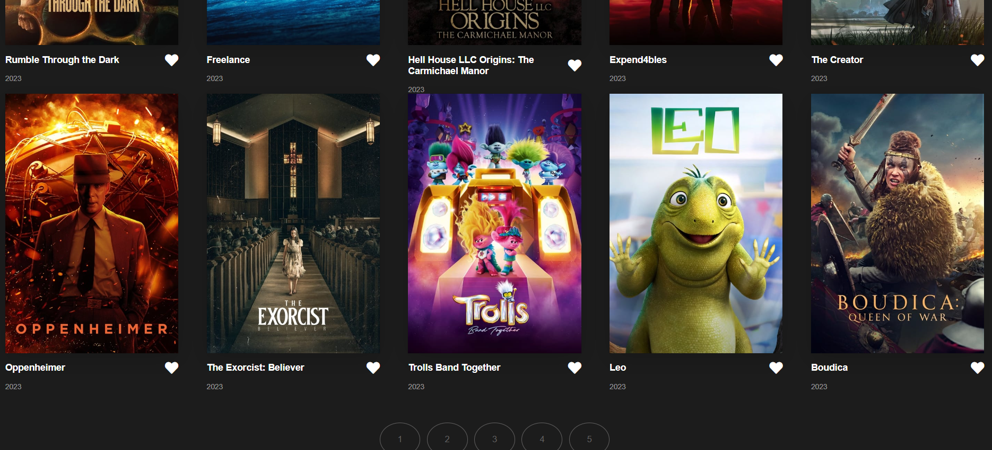 THROUGH THE DARK
HELL HOUSE LLC
ORIGINS
THE CARMICHAEL MANOR
Rumble Through the Dark
Freelance
Hell House LLC Origins: The
Carmichael Manor
Expend4bles
The Creator
2023
2023
2023
2023
2023
OPPENHEIMER
THE
EXORCIST
BELIEVER
Trolls
Band Together
LEO
BOUDICA:
QUEEN OF WAR
Oppenheimer
The Exorcist: Believer
Trolls Band Together
Leo
Boudica
2023
2023
2023
2023
2023
1
2
3
4
5